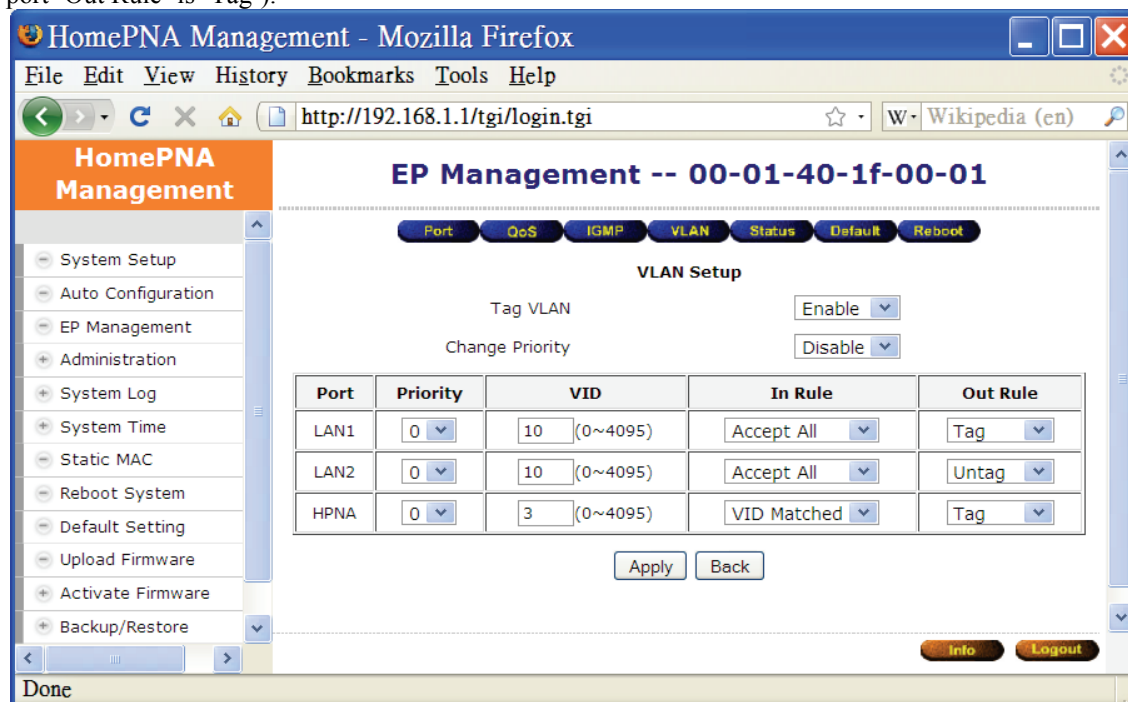 port "Out Rule" is "Tag").
HomePNA Management - Mozilla Firefox
File Edit View History Bookmarks Tools Help
http://192.168.1.1/tgi/login.tgi
W Wikipedia (en)
HomePNA
Management
System Setup
Auto Configuration
EP Management
Administration
System Log
System Time
Static MAC
Reboot System
Default Setting
Upload Firmware
Activate Firmware
Backup/Restore
EP Management -- 00-01-40-1f-00-01
Port QoS IGMP VLAN Status Default Reboot
VLAN Setup
Tag VLAN Enable
Change Priority Disable
Port Priority VID In Rule Out Rule
LAN1 0 10 (0~4095) Accept All Tag
LAN2 0 10 (0~4095) Accept All Untag
HPNA 0 3 (0~4095) VID Matched Tag
Apply Back
Info Logout
Done